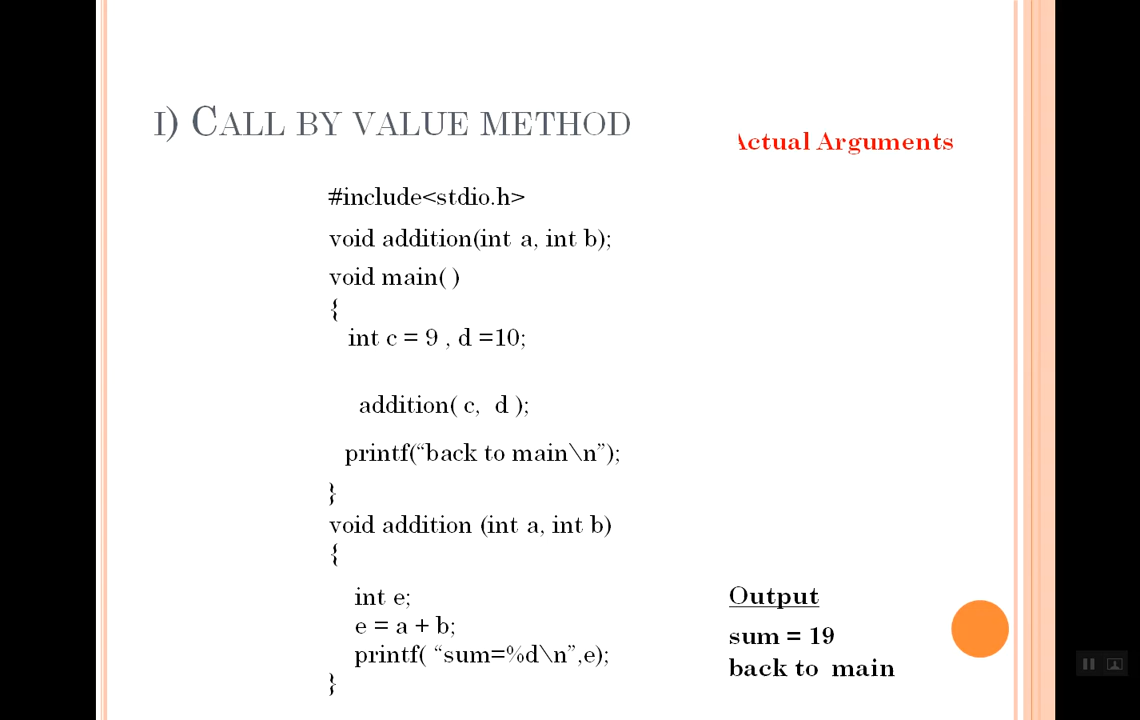 I) CALL BY VALUE METHOD
Actual Arguments
#include<stdio.h>
void addition(int a, int b);
void main( )
{
int c = 9 , d =10;
addition( c, d );
printf(“back to main\n”);
}
void addition (int a, int b)
{
int e;
e = a + b;
printf( “sum=%d\n”,e);
}
Output
sum = 19
back to main